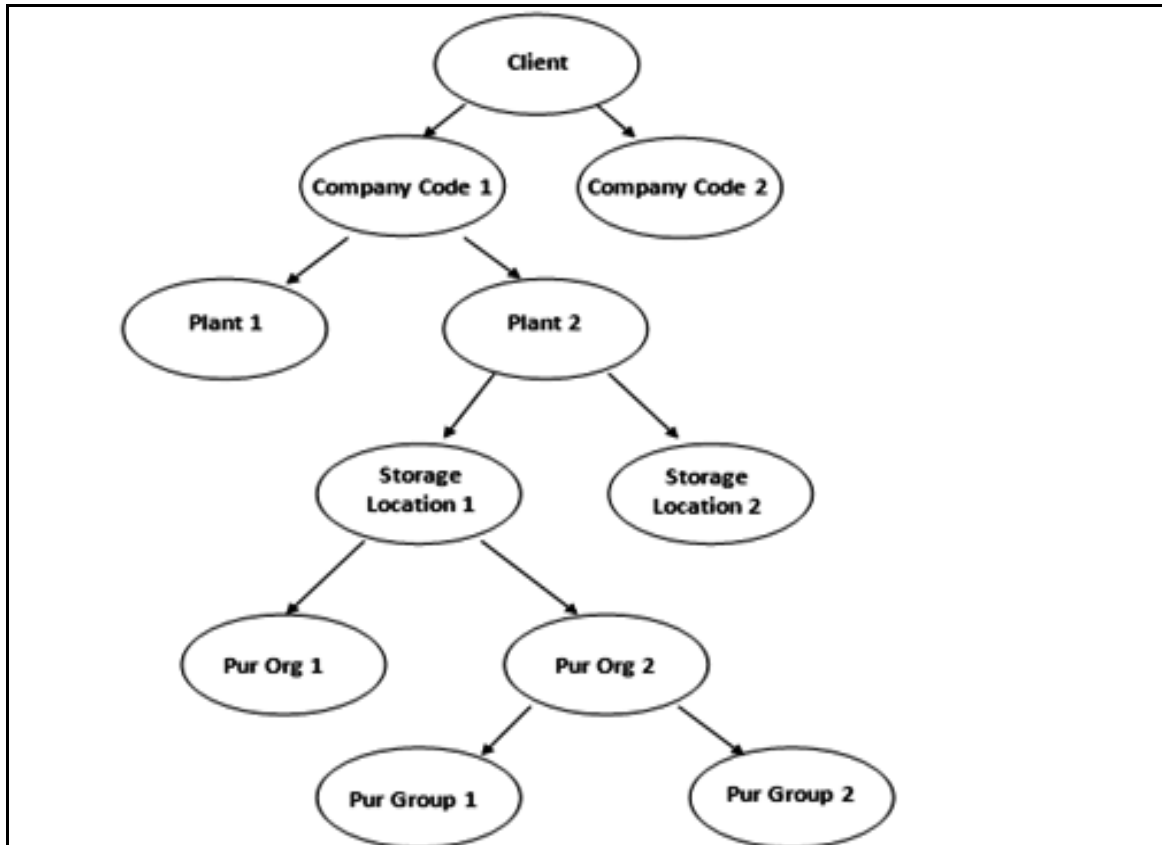 Client
Company Code 1
Company Code 2
Plant 1
Plant 2
Storage
Location 1
Storage
Location 2
Pur Org 1
Pur Org 2
Pur Group 1
Pur Group 2